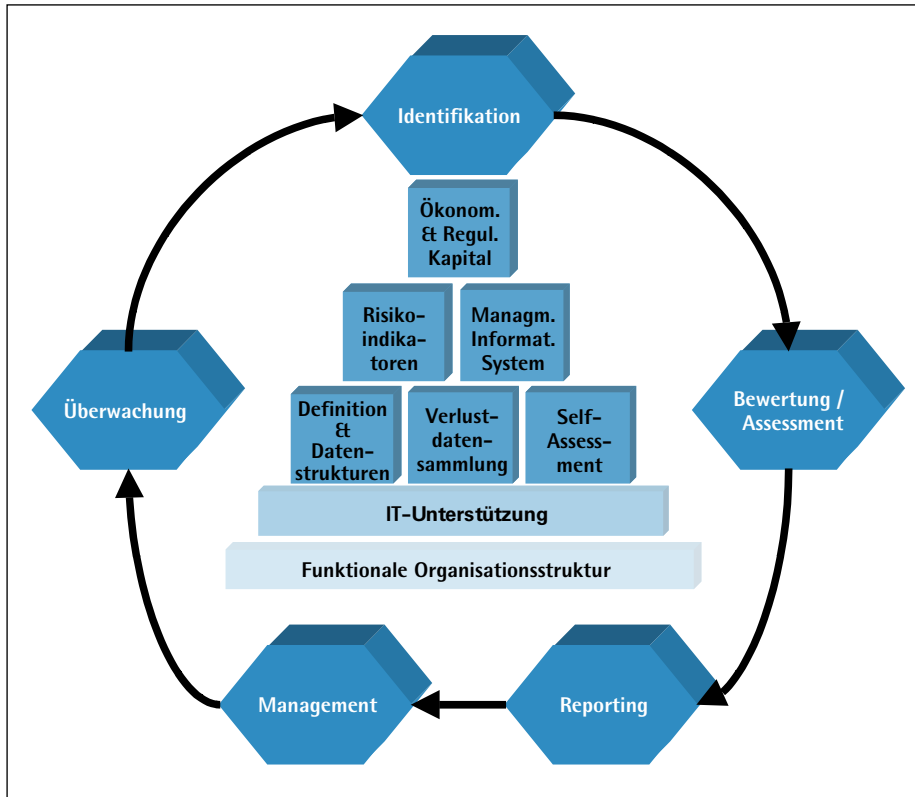 Identifikation
Ökonom.
& Regul.
Kapital
Risiko-
indika-
toren
Managm.
Informat.
System
Überwachung
Bewertung /
Assessment
Definition
&
Daten-
strukturen
Verlust-
daten-
sammlung
Self-
Assess-
ment
IT-Unterstützung
Funktionale Organisationsstruktur
Management
Reporting